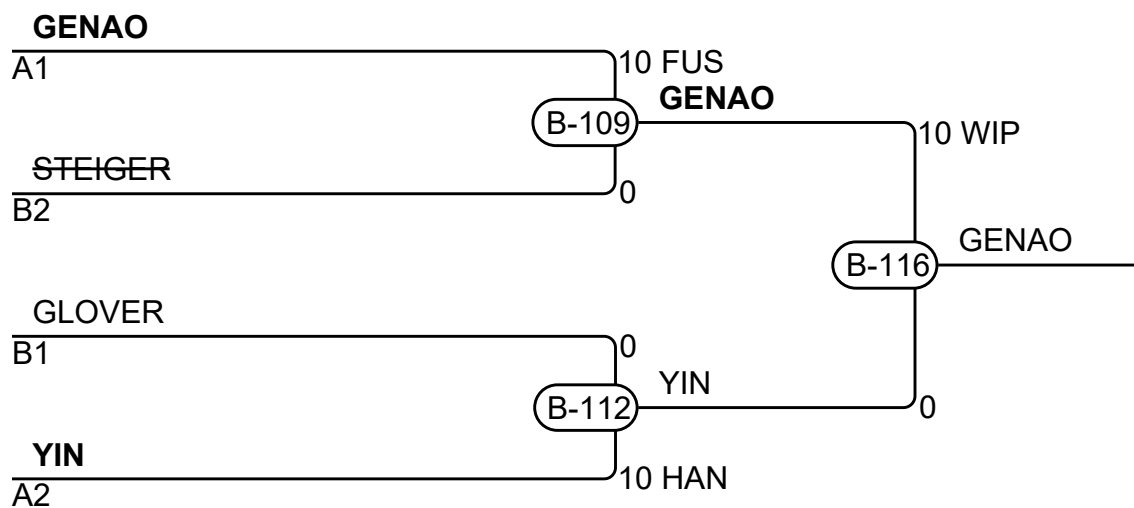 GENAO
A1
10 FUS
GENAO
B-109
10 WIP
STEIGER
B2
0
GENAO
B-116
GLOVER
B1
0
YIN
B-112
0
YIN
A2
10 HAN